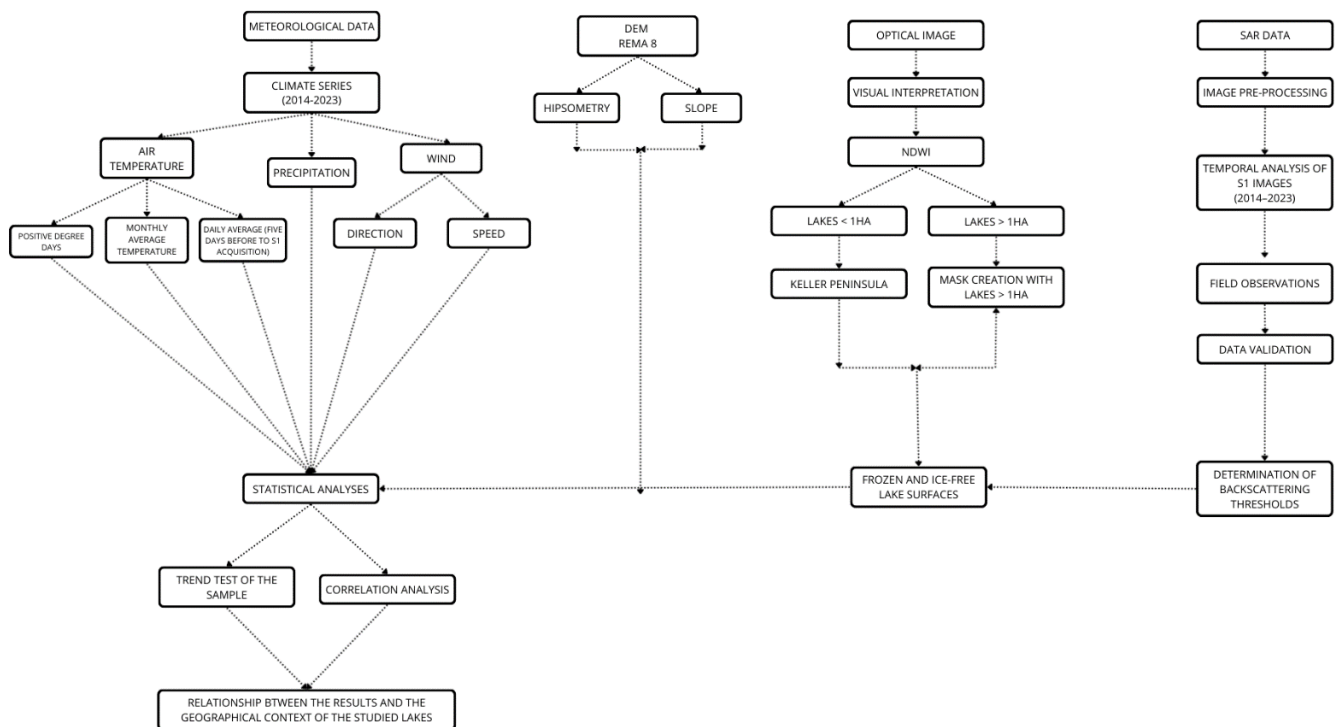 METEOROLOGICAL DATA
CLIMATE SERIES
(2014-2023)
AIR
TEMPERATURE
PRECIPITATION
WIND
POSITIVE DEGREE
DAYS
MONTHLY
AVERAGE
TEMPERATURE
DAILY AVERAGE (FIVE
DAYS BEFORE TO S1
ACQUISITION)
DIRECTION
SPEED
DEM
REMA 8
HIPSOMETRY
SLOPE
OPTICAL IMAGE
VISUAL INTERPRETATION
NDWI
LAKES < 1HA
LAKES > 1HA
KELLER PENINSULA
MASK CREATION WITH
LAKES > 1HA
SAR DATA
IMAGE PRE-PROCESSING
TEMPORAL ANALYSIS OF
S1 IMAGES
(2014–2023)
FIELD OBSERVATIONS
DATA VALIDATION
DETERMINATION OF
BACKSCATTERING
THRESHOLDS
FROZEN AND ICE-FREE
LAKE SURFACES
STATISTICAL ANALYSES
TREND TEST OF THE
SAMPLE
CORRELATION ANALYSIS
RELATIONSHIP BTWEEN THE RESULTS AND THE
GEOGRAPHICAL CONTEXT OF THE STUDIED LAKES